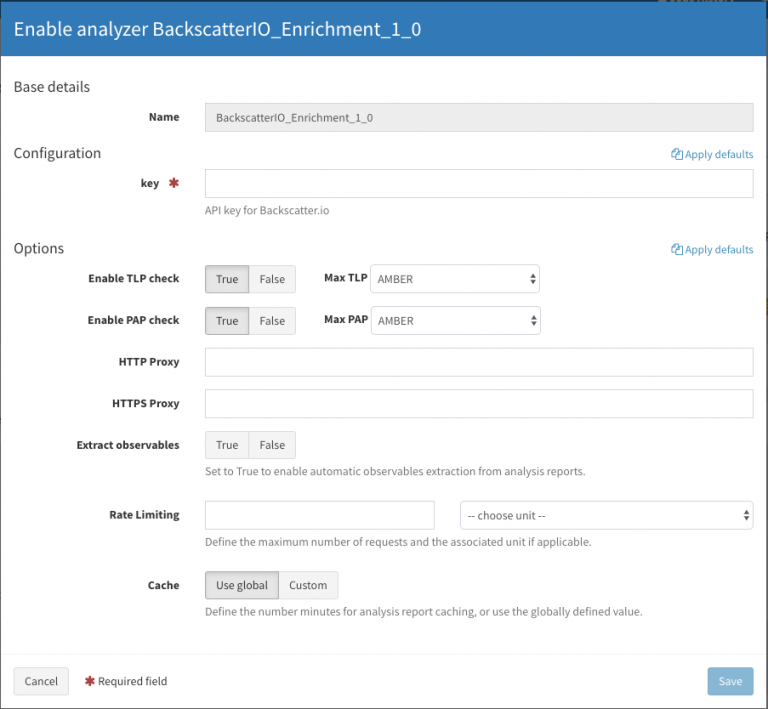 Enable analyzer BackscatterIO_Enrichment_1_0
Base details
Name BackscatterIO_Enrichment_1_0
Configuration Apply defaults
key ✱
API key for Backscatter.io
Options Apply defaults
Enable TLP check True False Max TLP AMBER
Enable PAP check True False Max PAP AMBER
HTTP Proxy
HTTPS Proxy
Extract observables True False
Set to True to enable automatic observables extraction from analysis reports.
Rate Limiting -- choose unit --
Define the maximum number of requests and the associated unit if applicable.
Cache Use global Custom
Define the number minutes for analysis report caching, or use the globally defined value.
Cancel ✱ Required field Save